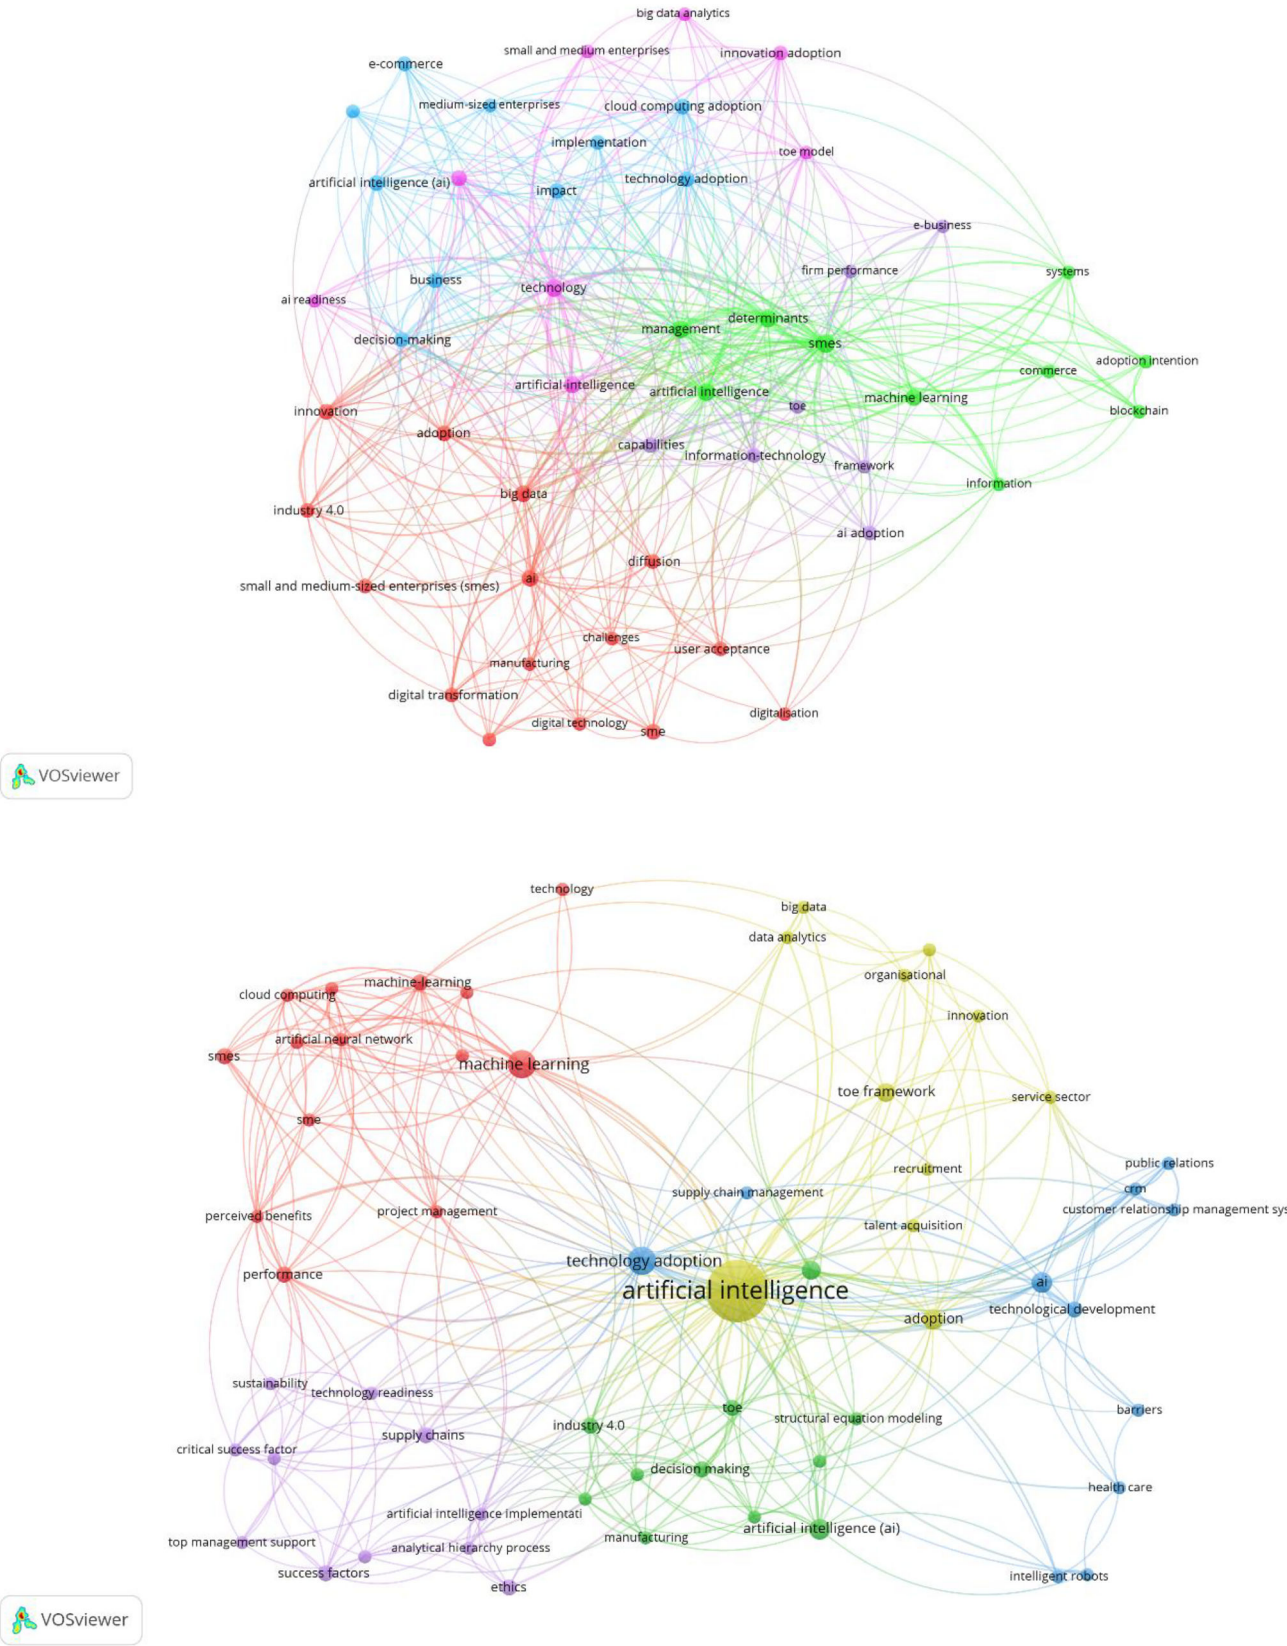 big data analytics
small and medium enterprises
innovation adoption
e-commerce
medium-sized enterprises
cloud computing adoption
implementation
toe model
artificial intelligence (ai)
impact
technology adoption
e-business
firm performance
systems
business
technology
ai readiness
determinants
management
smes
decision-making
adoption intention
commerce
artificial-intelligence
artificial intelligence
machine learning
toe
blockchain
innovation
adoption
capabilities
information-technology
framework
information
big data
industry 4.0
ai adoption
diffusion
ai
small and medium-sized enterprises (smes)
challenges
user acceptance
manufacturing
digital transformation
digitalisation
digital technology
sme
VOSviewer
technology
big data
data analytics
organisational
machine-learning
cloud computing
innovation
artificial neural network
smes
machine learning
toe framework
service sector
sme
recruitment
public relations
supply chain management
crm
customer relationship management sys
perceived benefits
project management
talent acquisition
technology adoption
performance
artificial intelligence
ai
technological development
adoption
sustainability
technology readiness
toe
structural equation modeling
barriers
industry 4.0
supply chains
critical success factor
decision making
health care
artificial intelligence implementati
artificial intelligence (ai)
manufacturing
top management support
analytical hierarchy process
success factors
intelligent robots
ethics
VOSviewer